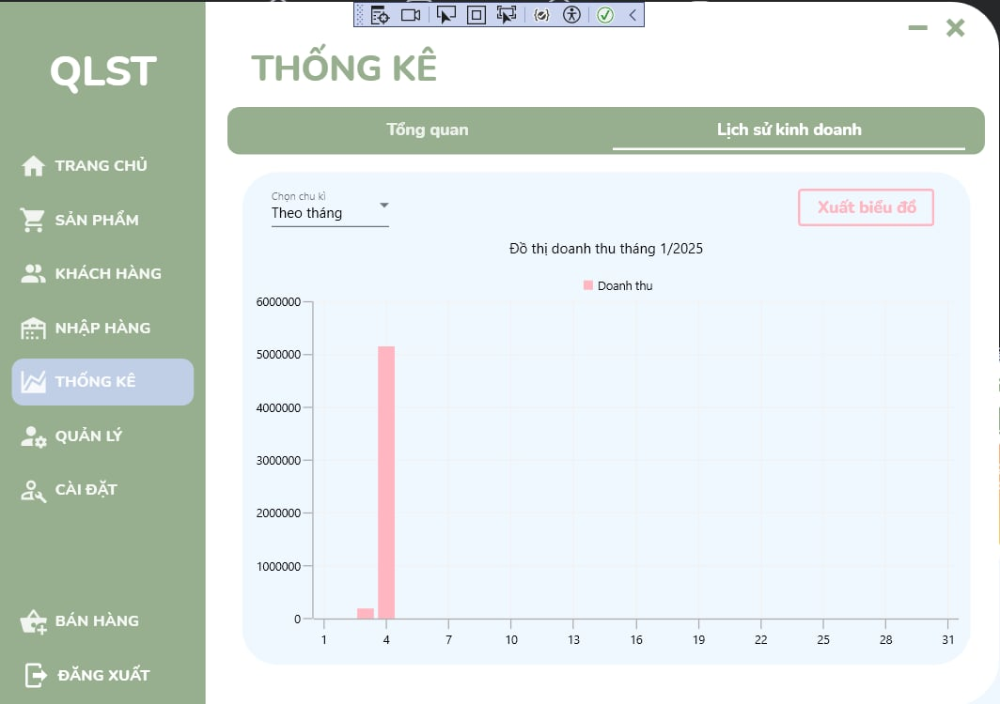 QLST
TRANG CHỦ
SẢN PHẨM
KHÁCH HÀNG
NHẬP HÀNG
THỐNG KÊ
QUẢN LÝ
CÀI ĐẶT
BÁN HÀNG
ĐĂNG XUẤT
THỐNG KÊ
Tổng quan
Lịch sử kinh doanh
Chọn chu kì
Theo tháng
Xuất biểu đồ
Đồ thị doanh thu tháng 1/2025
Doanh thu
6000000
5000000
4000000
3000000
2000000
1000000
0
1 4 7 10 13 16 19 22 25 28 31